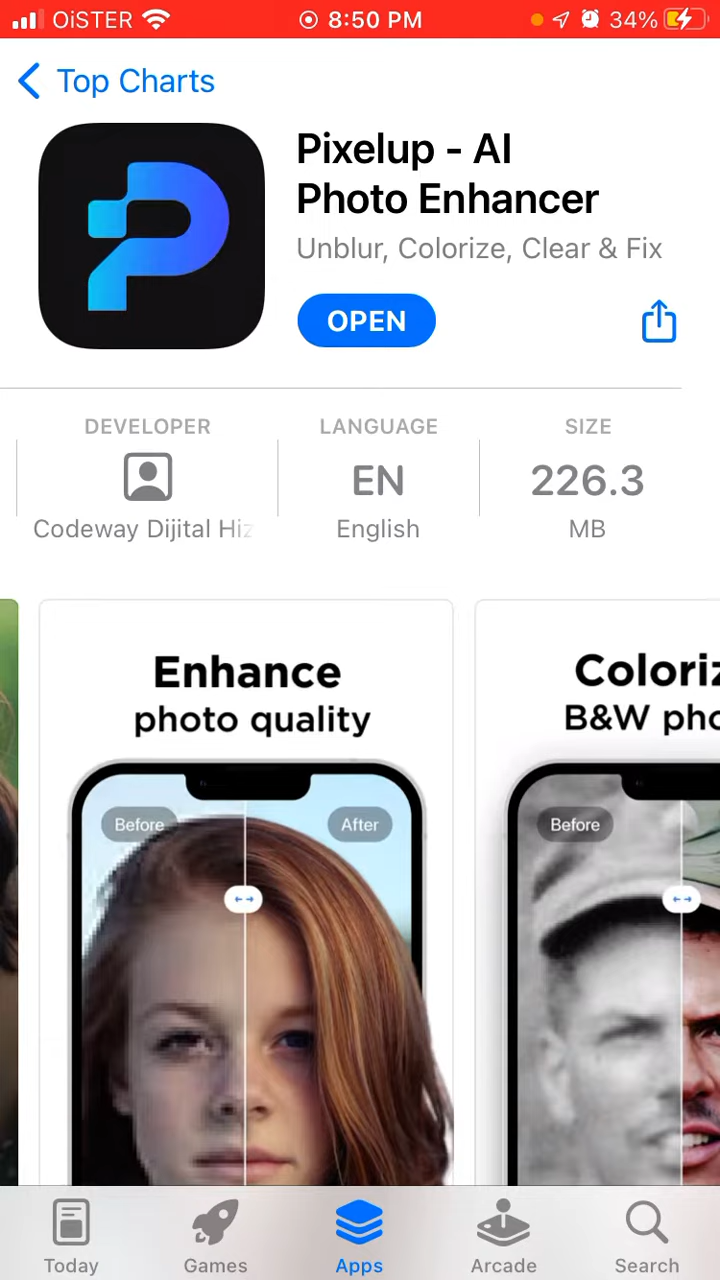 OiSTER 8:50 PM 34%
Top Charts
Pixelup - AI
Photo Enhancer
Unblur, Colorize, Clear & Fix
OPEN
DEVELOPER LANGUAGE SIZE
EN 226.3
Codeway Dijital Hiz English MB
Enhance
photo quality
Coloriz
B&W pho
Before After Before
Today Games Apps Arcade Search